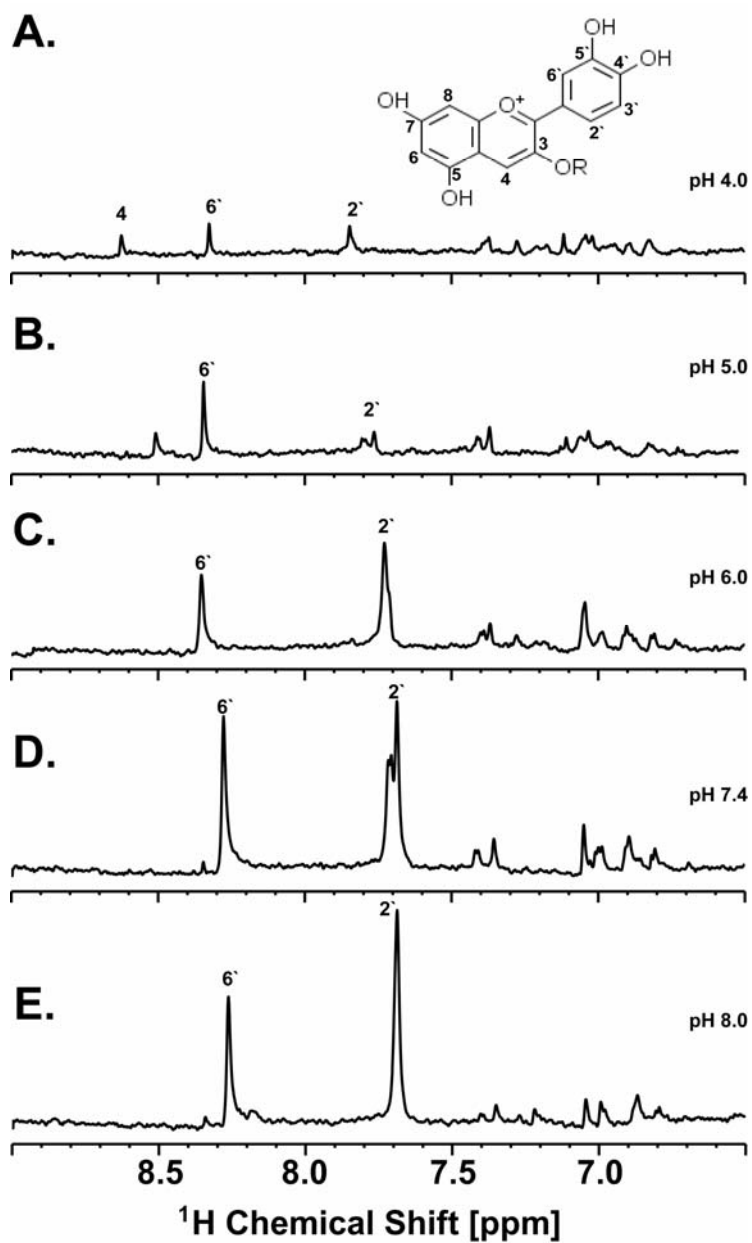 A.
OH
5`
4`
OH
6`
3`
2`
OH
8
7
O+
6
3
5
4
OR
OH
pH 4.0
4
6`
2`
B.
pH 5.0
6`
2`
C.
pH 6.0
6`
2`
D.
pH 7.4
6`
2`
E.
pH 8.0
6`
2`
8.5 8.0 7.5 7.0
¹H Chemical Shift [ppm]